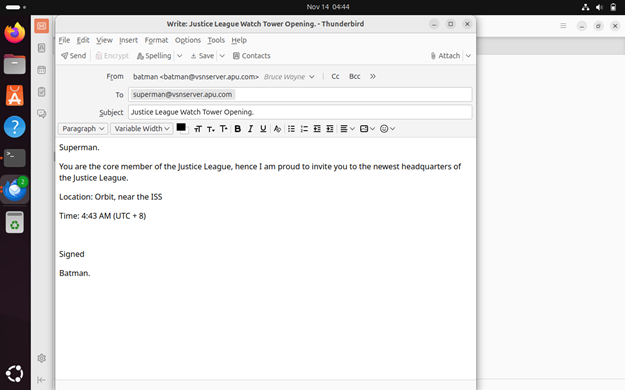 Nov 14 04:44
Write: Justice League Watch Tower Opening. - Thunderbird
File Edit View Insert Format Options Tools Help
Send Encrypt Spelling Save Contacts Attach
From batman <batman@vsnserver.apu.com> Bruce Wayne Cc Bcc
To superman@vsnserver.apu.com
Subject Justice League Watch Tower Opening.
Paragraph Variable Width
Superman.
You are the core member of the Justice League, hence I am proud to invite you to the newest headquarters of
the Justice League.
Location: Orbit, near the ISS
Time: 4:43 AM (UTC + 8)
2
Signed
Batman.